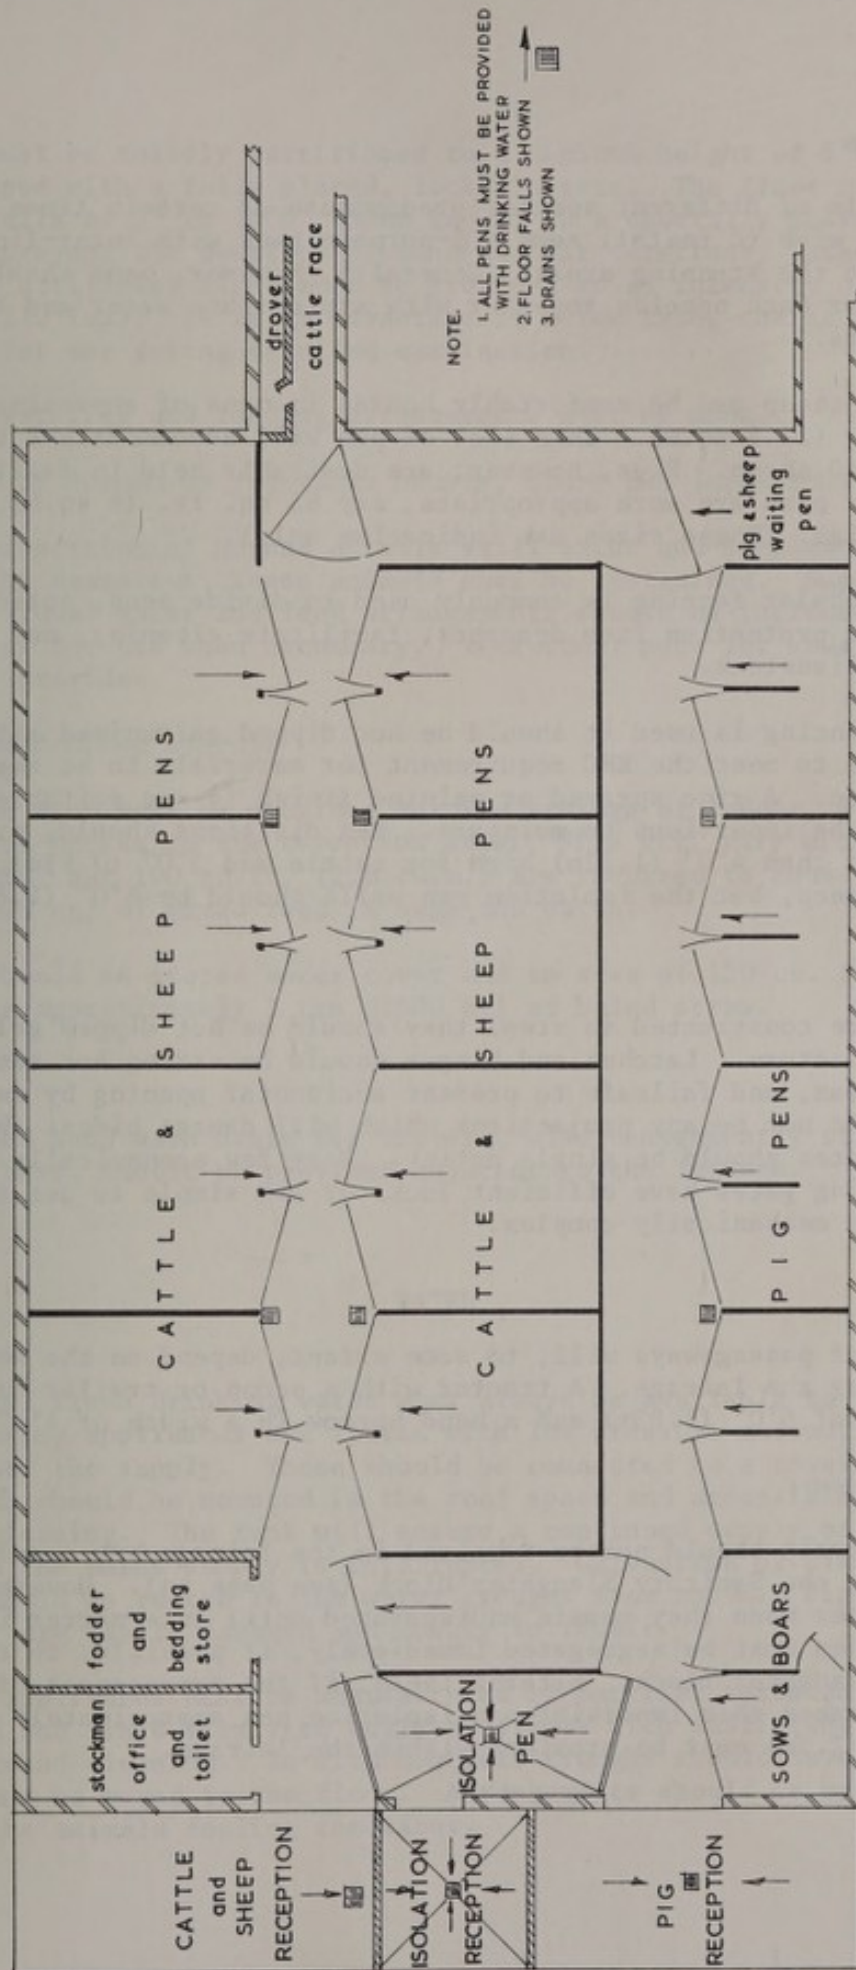 stockman
office
and
toilet
fodder
and
bedding
store
CATTLE & SHEEP PENS
drover
cattle race
CATTLE
and
SHEEP
RECEPTION
ISOLATION
RECEPTION
ISOLATION
PEN
CATTLE & SHEEP PENS
NOTE.
1. ALL PENS MUST BE PROVIDED
WITH DRINKING WATER
2. FLOOR FALLS SHOWN
3. DRAINS SHOWN
PIG
RECEPTION
SOWS & BOARS
PIG PENS
pig & sheep
waiting
pen